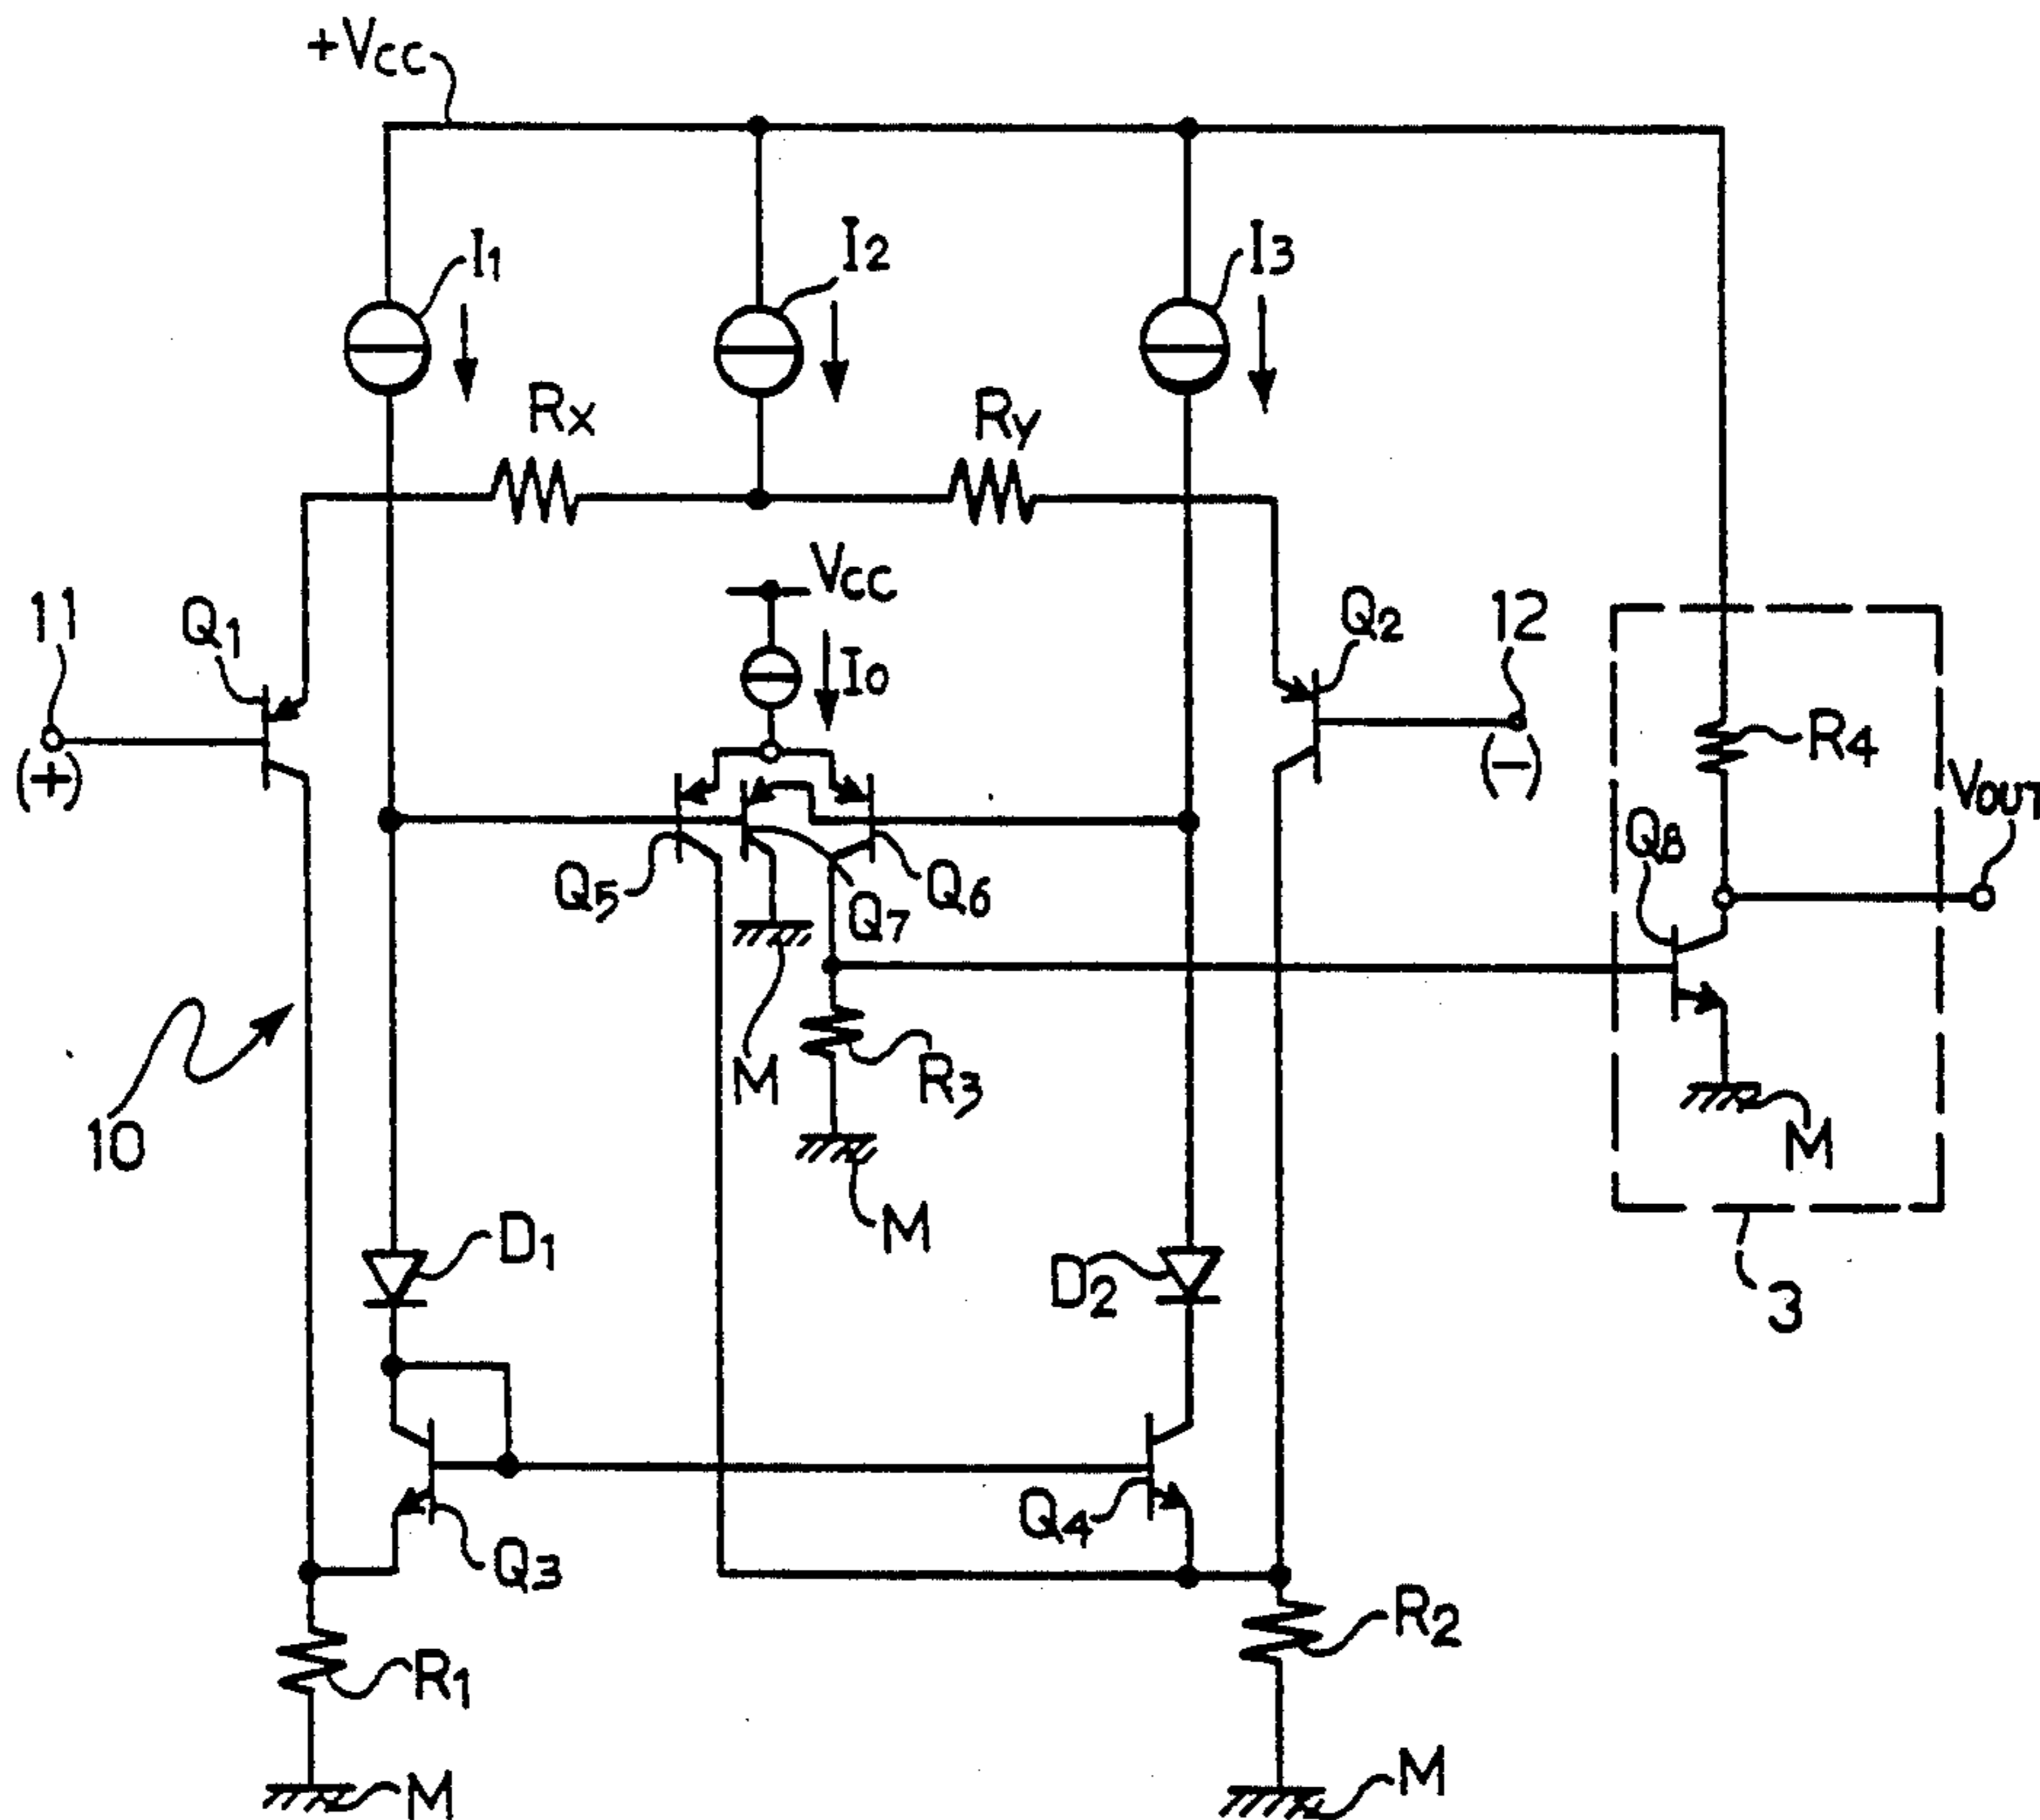 +Vcc
I1
I2
I3
Rx
Ry
Vcc
I0
11
Q1
Q2
12
(+)
(-)
R4
VOUT
Q5
Q7
Q6
Q8
M
R3
M
M
10
D1
D2
3
Q3
Q4
R1
R2
M
M